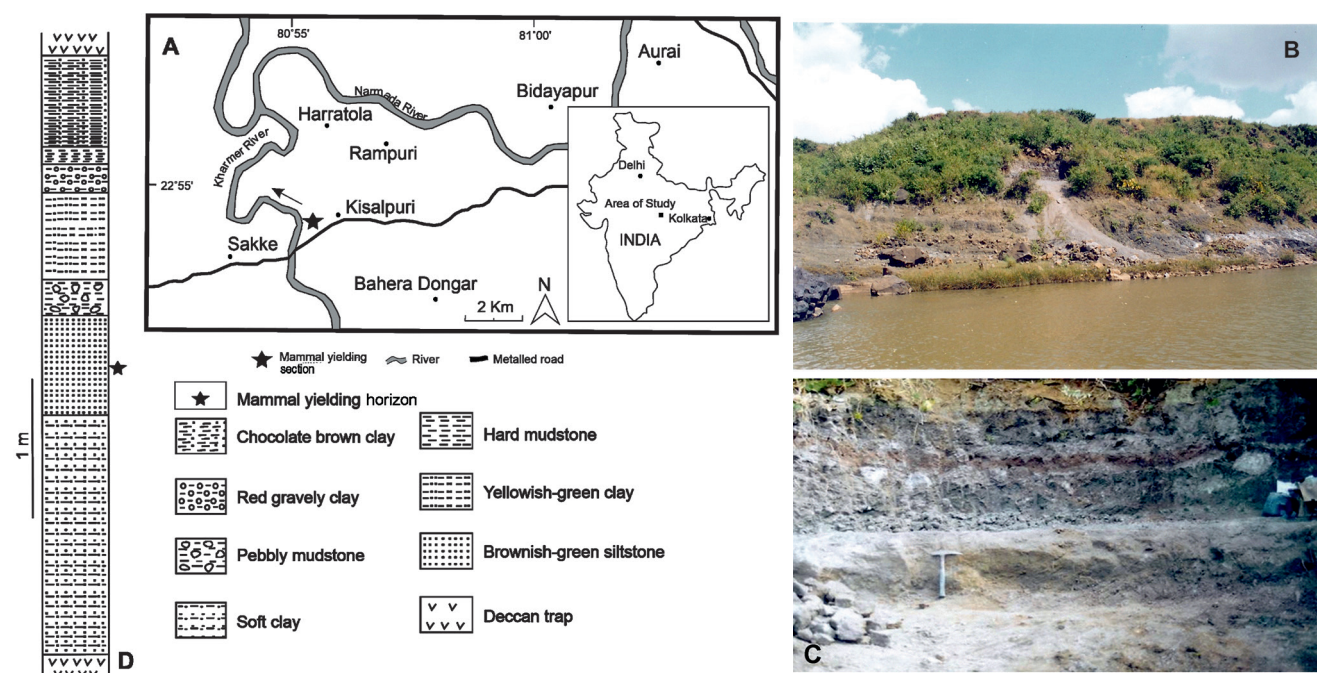 A
80°55'
81°00'
Aurai
Narmada River
Bidayapur
Harratola
Kharmer River
Rampuri
22°55'
Kisalpuri
Sakke
Bahera Dongar
2 Km
N
Delhi
Area of Study
Kolkata
INDIA
B
C
Mammal yielding
section
River
Metalled road
Mammal yielding horizon
Chocolate brown clay
Hard mudstone
Red gravely clay
Yellowish-green clay
Pebbly mudstone
Brownish-green siltstone
Soft clay
Deccan trap
1 m
D